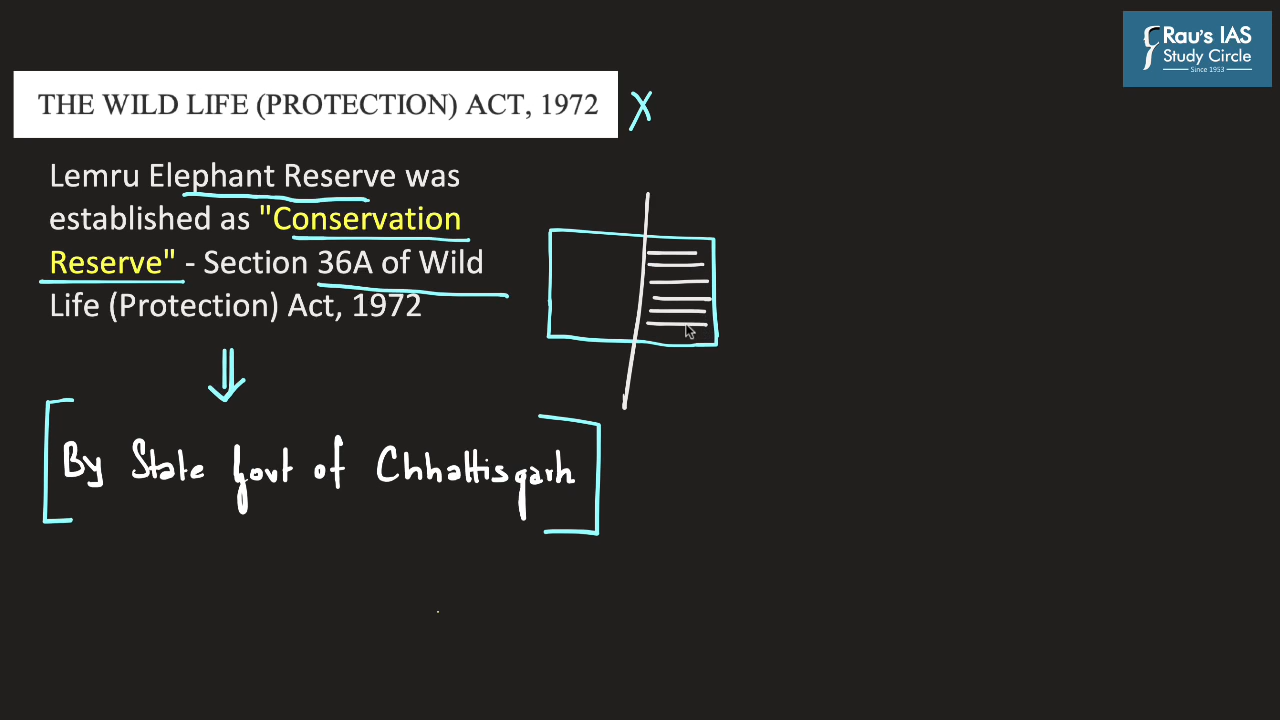 Rau's IAS
Study Circle
Since 1953
THE WILD LIFE (PROTECTION) ACT, 1972 X
Lemru Elephant Reserve was
established as "Conservation
Reserve" - Section 36A of Wild
Life (Protection) Act, 1972
By State Govt of Chhattisgarh